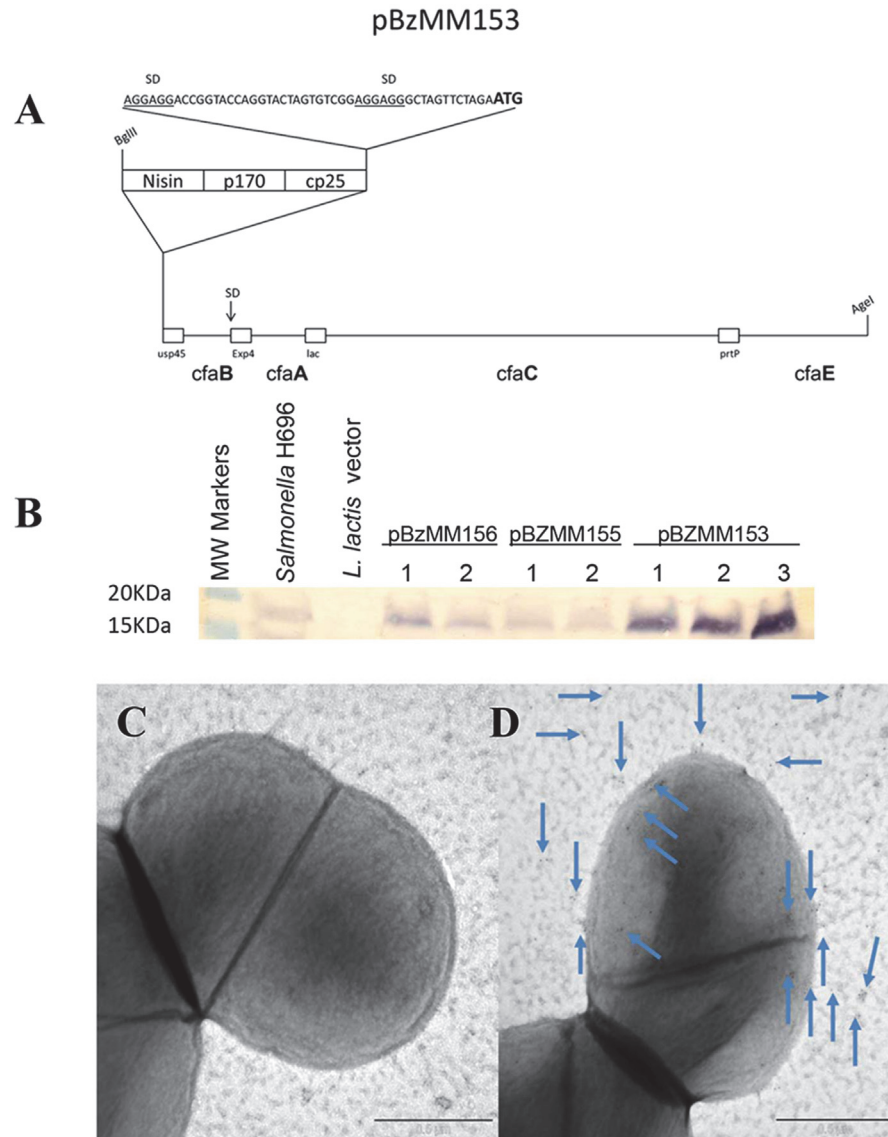 pBzMM153
A
SD SD
AGGAGGACCGGTACCAGGTACTAGTGTCGGAGGAGGGCTAGTTCTAGAATG
BglII
Nisin p170 cp25
SD
AgeI
usp45 Exp4 lac prtP
cfaB cfaA cfaC cfaE
B
MW Markers
Salmonella H696
L. lactis vector
pBzMM156 pBZMM155 pBZMM153
1 2 1 2 1 2 3
20KDa
15KDa
C
D